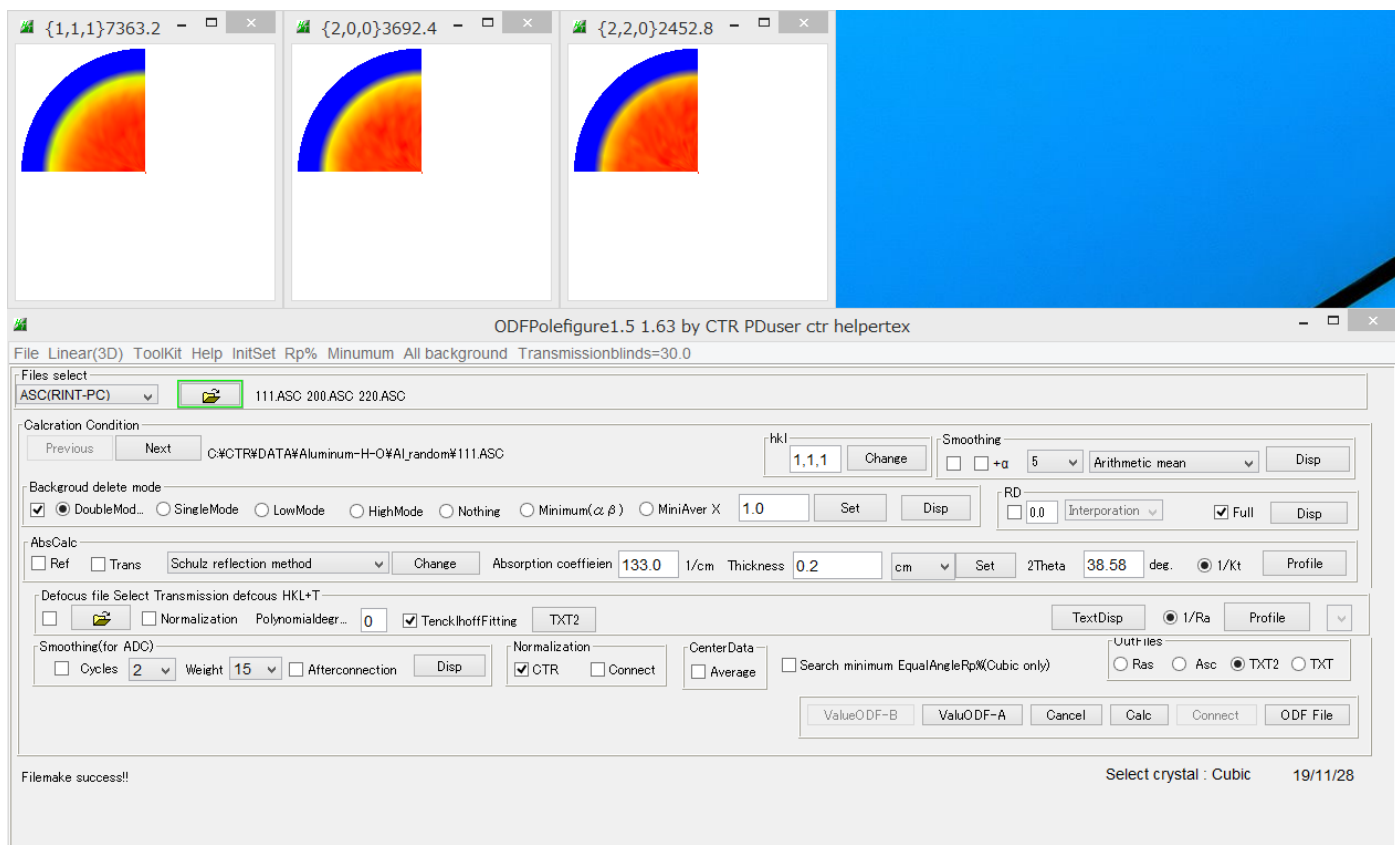 {1,1,1}7363.2
{2,0,0}3692.4
{2,2,0}2452.8
ODFPolefigure1.5 1.63 by CTR PDuser ctr helpertex
File Linear(3D) ToolKit Help InitSet Rp% Minumum All background Transmissionblinds=30.0
Files select
ASC(RINT-PC) 111.ASC 200.ASC 220.ASC
Calcration Condition
Previous Next C:¥CTR¥DATA¥Aluminum-H-O¥Al_random¥111.ASC
hkl
1,1,1 Change
Smoothing
+α 5 Arithmetic mean Disp
Backgroud delete mode
DoubleMod... SingleMode LowMode HighMode Nothing Minimum(α β) MiniAver X 1.0 Set Disp
RD
0.0 Interporation Full Disp
AbsCalc
Ref Trans Schulz reflection method Change Absorption coeffieien 133.0 1/cm Thickness 0.2 cm Set 2Theta 38.58 deg. 1/Kt Profile
Defocus file Select Transmission defcous HKL+T
Normalization Polynomialdegr... 0 TencklhoffFitting TXT2 TextDisp 1/Ra Profile
Smoothing(for ADC)
Cycles 2 Weight 15 Afterconnection Disp
Normalization
CTR Connect
CenterData
Average
Search minimum EqualAngleRp%(Cubic only)
OutFiles
Ras Asc TXT2 TXT
ValueODF-B ValuODF-A Cancel Calc Connect ODF File
Filemake success!!
Select crystal : Cubic 19/11/28